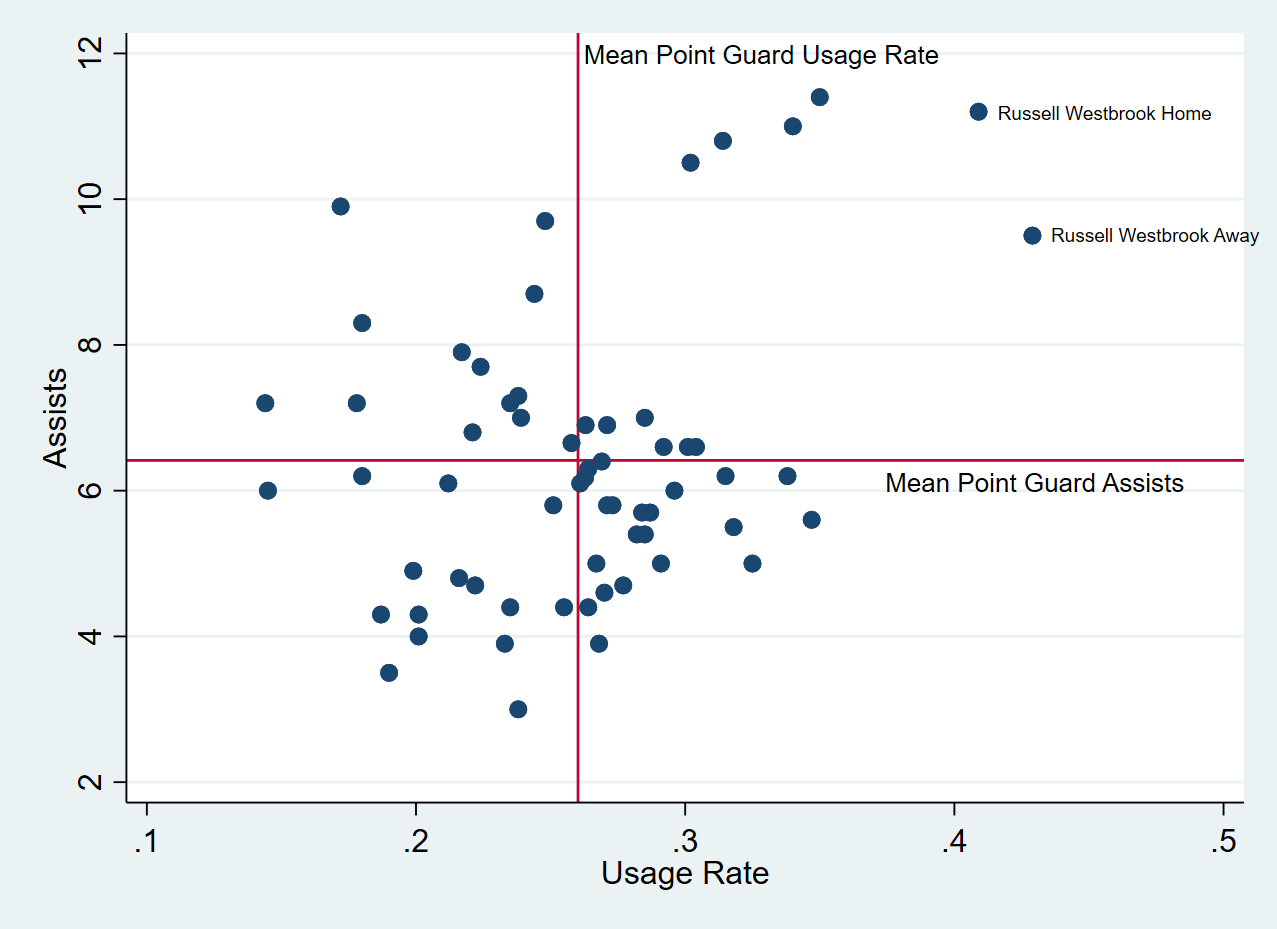 Mean Point Guard Usage Rate
Russell Westbrook Home
Russell Westbrook Away
Mean Point Guard Assists
Assists
12
10
8
6
4
2
.1 .2 .3 .4 .5
Usage Rate